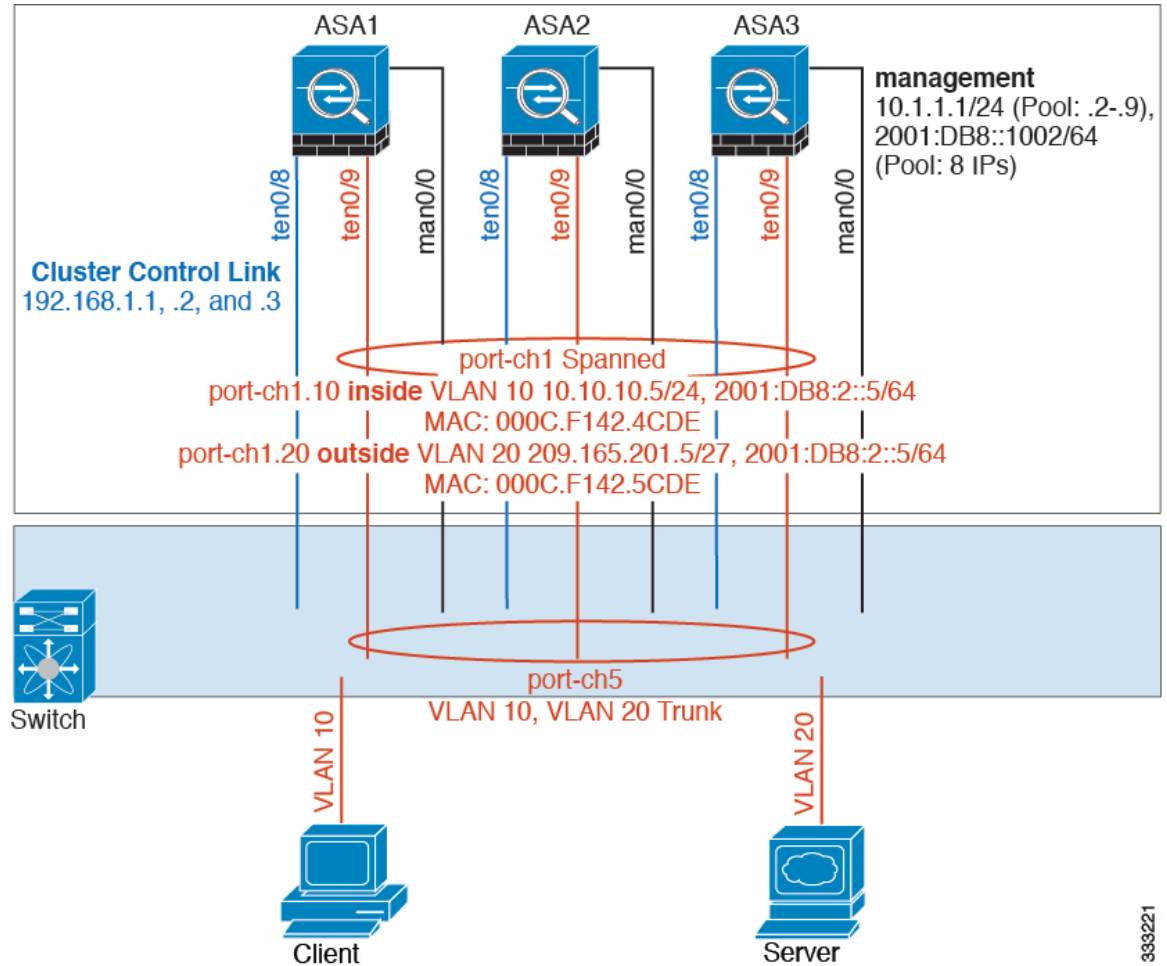 ASA1
ASA2
ASA3
management
10.1.1.1/24 (Pool: .2-.9),
2001:DB8::1002/64
(Pool: 8 IPs)
ten0/8
ten0/9
man0/0
ten0/8
ten0/9
man0/0
ten0/8
ten0/9
man0/0
Cluster Control Link
192.168.1.1, .2, and .3
port-ch1 Spanned
port-ch1.10 inside VLAN 10 10.10.10.5/24, 2001:DB8:2::5/64
MAC: 000C.F142.4CDE
port-ch1.20 outside VLAN 20 209.165.201.5/27, 2001:DB8:2::5/64
MAC: 000C.F142.5CDE
port-ch5
VLAN 10, VLAN 20 Trunk
Switch
VLAN 10
VLAN 20
Client
Server
333221